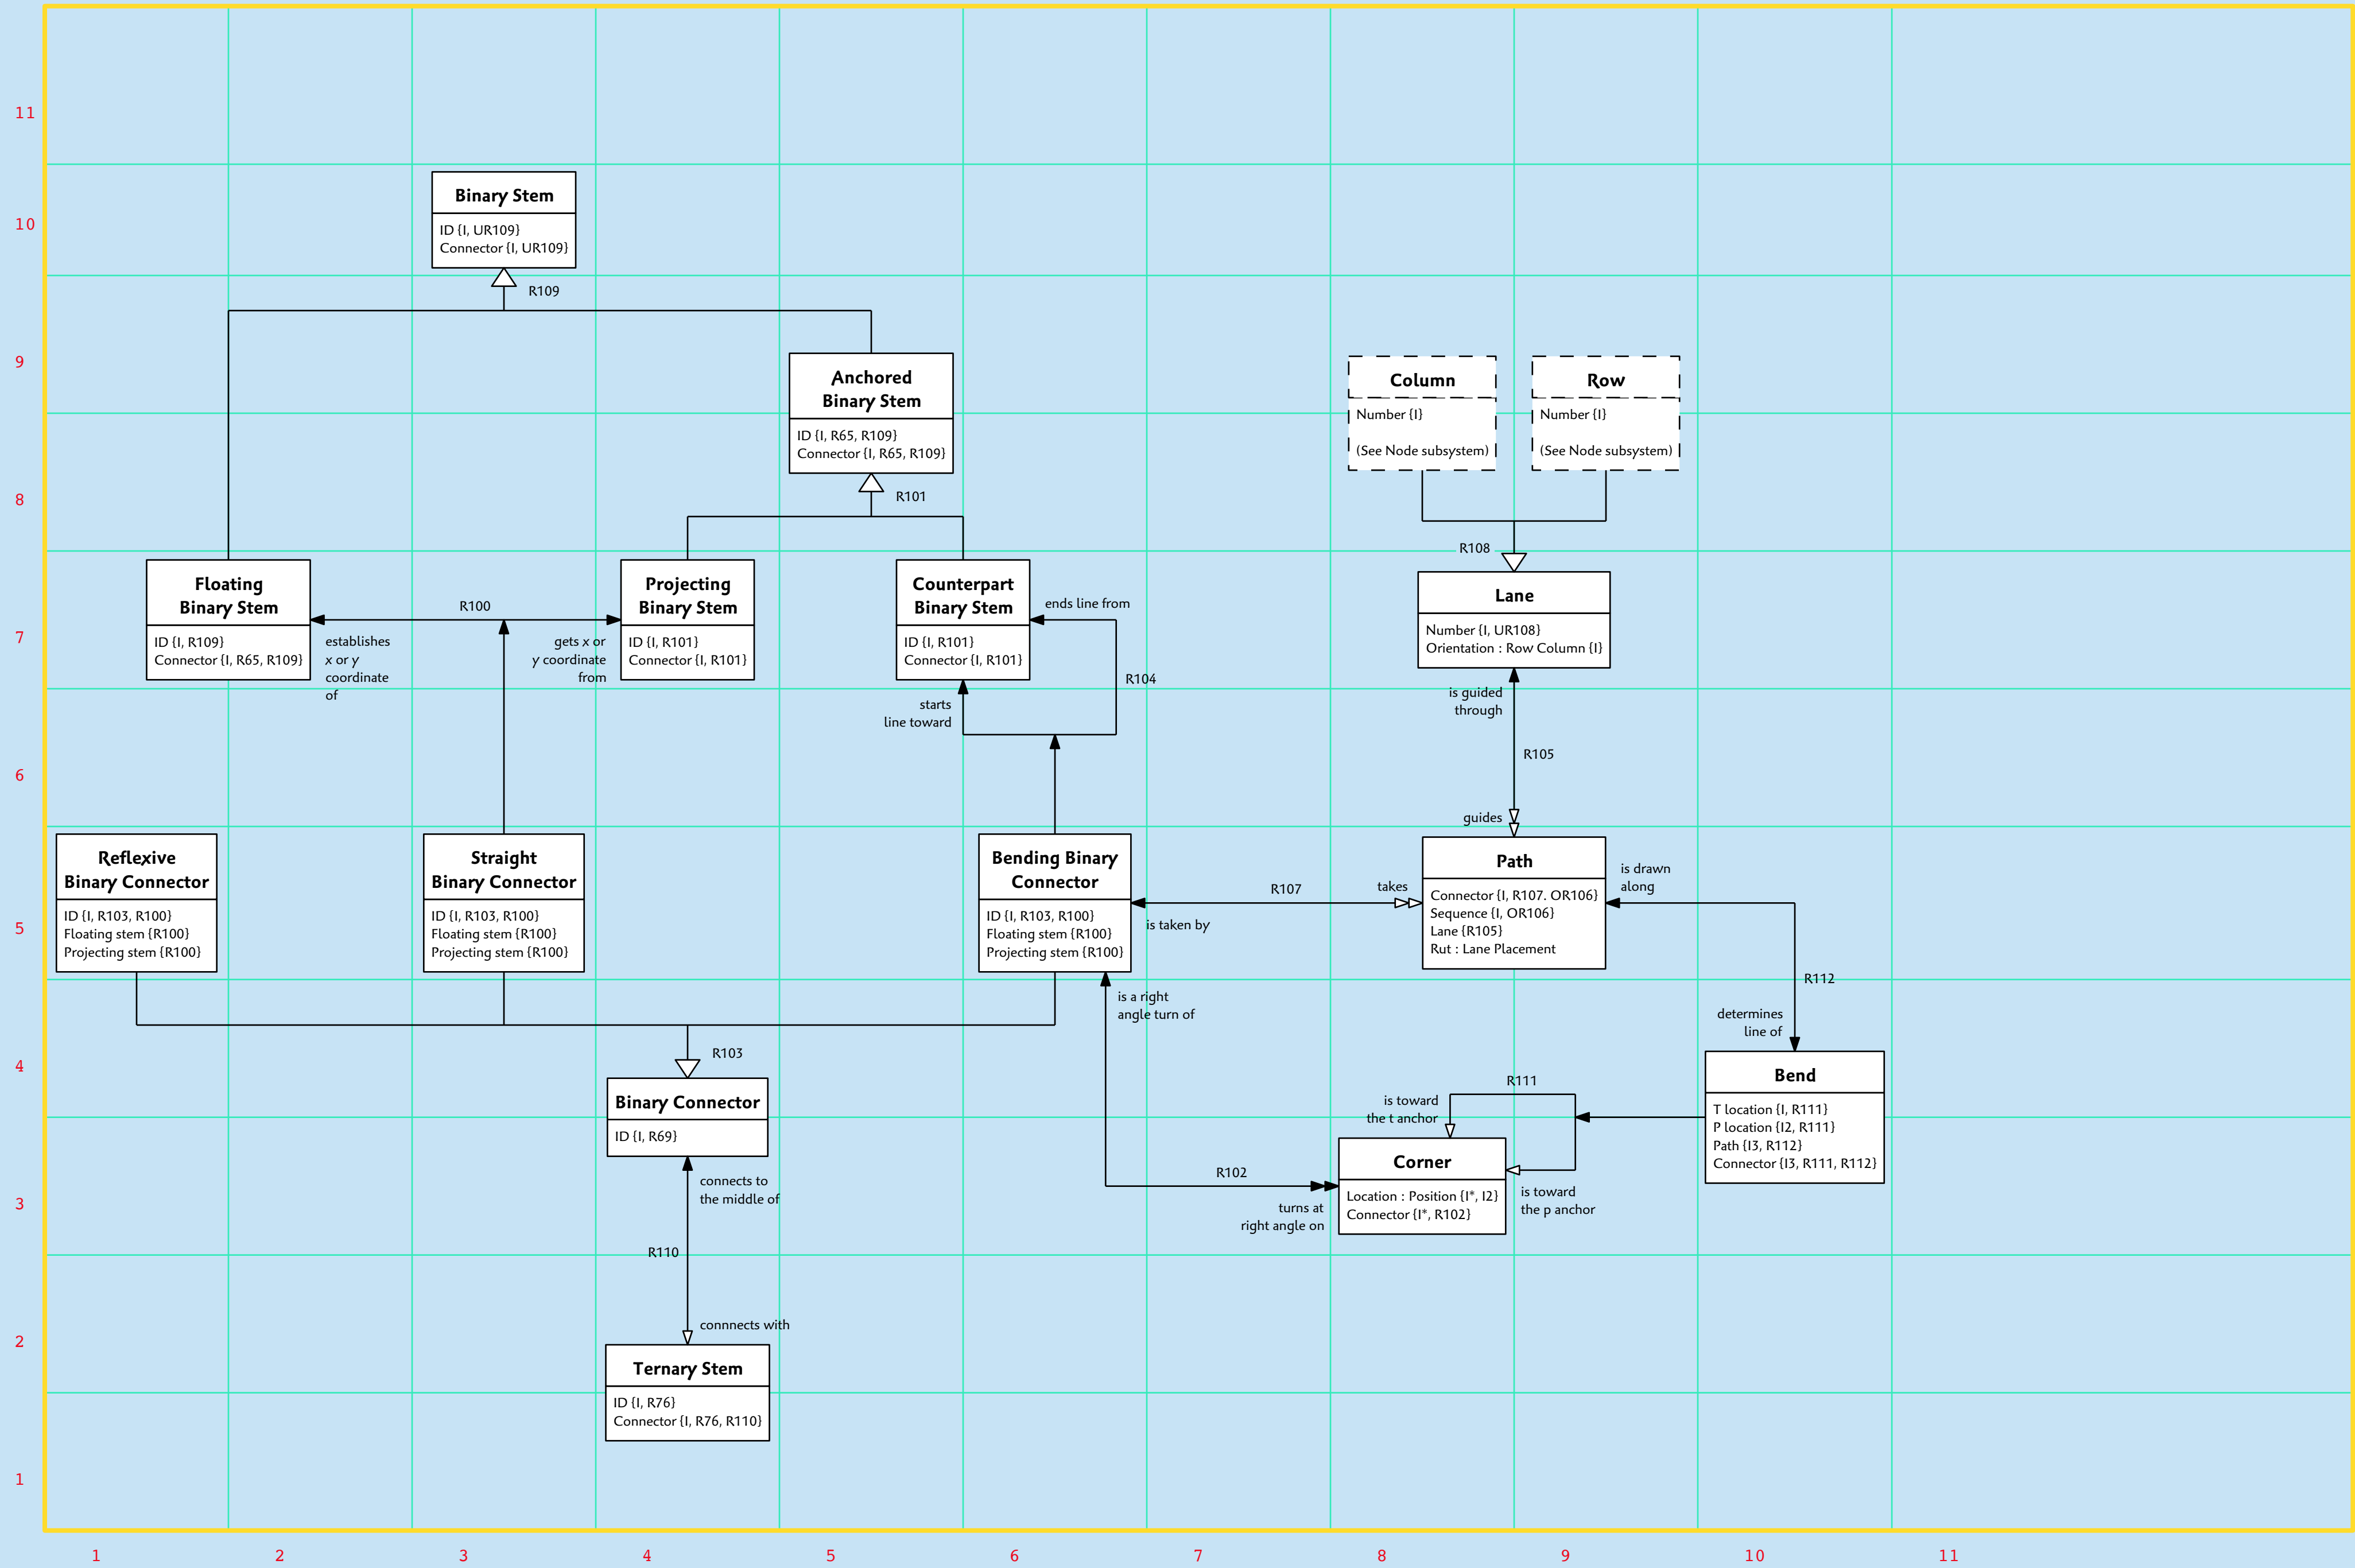 11
Binary Stem
10
ID {I, UR109}
Connector {I, UR109}
R109
9
Anchored
Binary Stem
ID {I, R65, R109}
Connector {I, R65, R109}
Column
Number {I}
(See Node subsystem)
Row
Number {I}
(See Node subsystem)
8
R101
R108
Floating
Binary Stem
ID {I, R109}
Connector {I, R65, R109}
R100
establishes
x or y
coordinate
of
gets x or
y coordinate
from
Projecting
Binary Stem
ID {I, R101}
Connector {I, R101}
Counterpart
Binary Stem
ID {I, R101}
Connector {I, R101}
ends line from
R104
starts
line toward
Lane
Number {I, UR108}
Orientation : Row Column {I}
7
is guided
through
R105
guides
6
Reflexive
Binary Connector
ID {I, R103, R100}
Floating stem {R100}
Projecting stem {R100}
Straight
Binary Connector
ID {I, R103, R100}
Floating stem {R100}
Projecting stem {R100}
Bending Binary
Connector
ID {I, R103, R100}
Floating stem {R100}
Projecting stem {R100}
R107
takes
is taken by
Path
Connector {I, R107. OR106}
Sequence {I, OR106}
Lane {R105}
Rut : Lane Placement
is drawn
along
5
R112
is a right
angle turn of
determines
line of
R103
4
Binary Connector
ID {I, R69}
R111
is toward
the t anchor
Bend
T location {I, R111}
P location {I2, R111}
Path {I3, R112}
Connector {I3, R111, R112}
connects to
the middle of
R102
turns at
right angle on
Corner
Location : Position {I*, I2}
Connector {I*, R102}
is toward
the p anchor
3
R110
connnects with
2
Ternary Stem
ID {I, R76}
Connector {I, R76, R110}
1
1 2 3 4 5 6 7 8 9 10 11